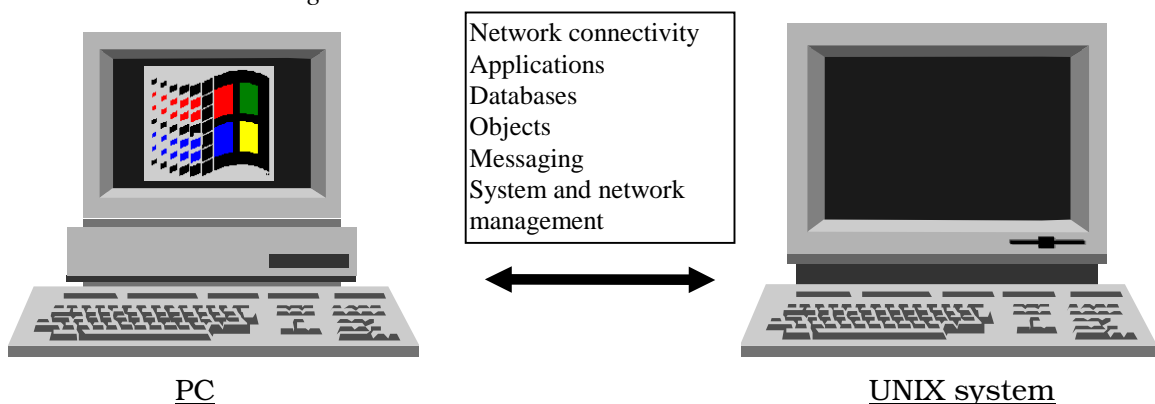 Network connectivity
Applications
Databases
Objects
Messaging
System and network
management
PC
UNIX system